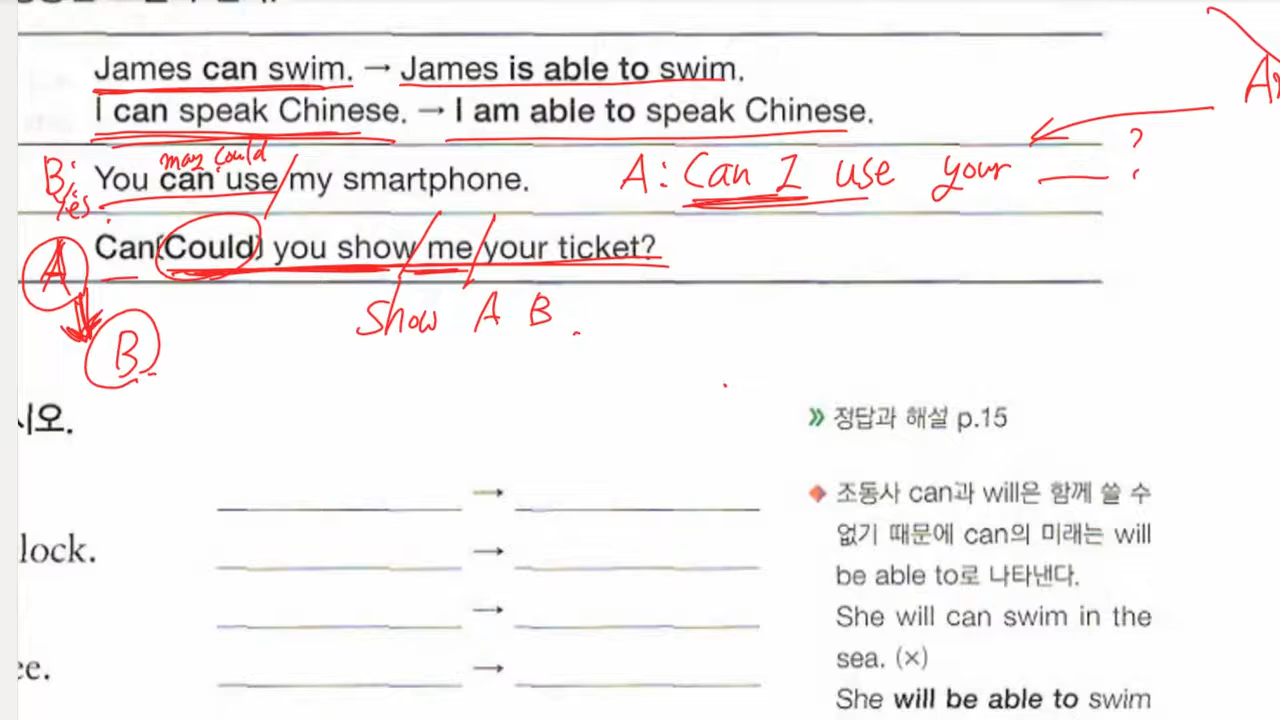 James can swim. → James is able to swim.
I can speak Chinese. → I am able to speak Chinese.
may could
B: You can use my smartphone. A: Can I use your ?
Yes.
A Can(Could) you show me your ticket?
Show A B.
B
시오. » 정답과 해설 p.15
→
◆ 조동사 can과 will은 함께 쓸 수
lock. → 없기 때문에 can의 미래는 will
be able to로 나타낸다.
→ She will can swim in the
ee. → sea. (×)
She will be able to swim